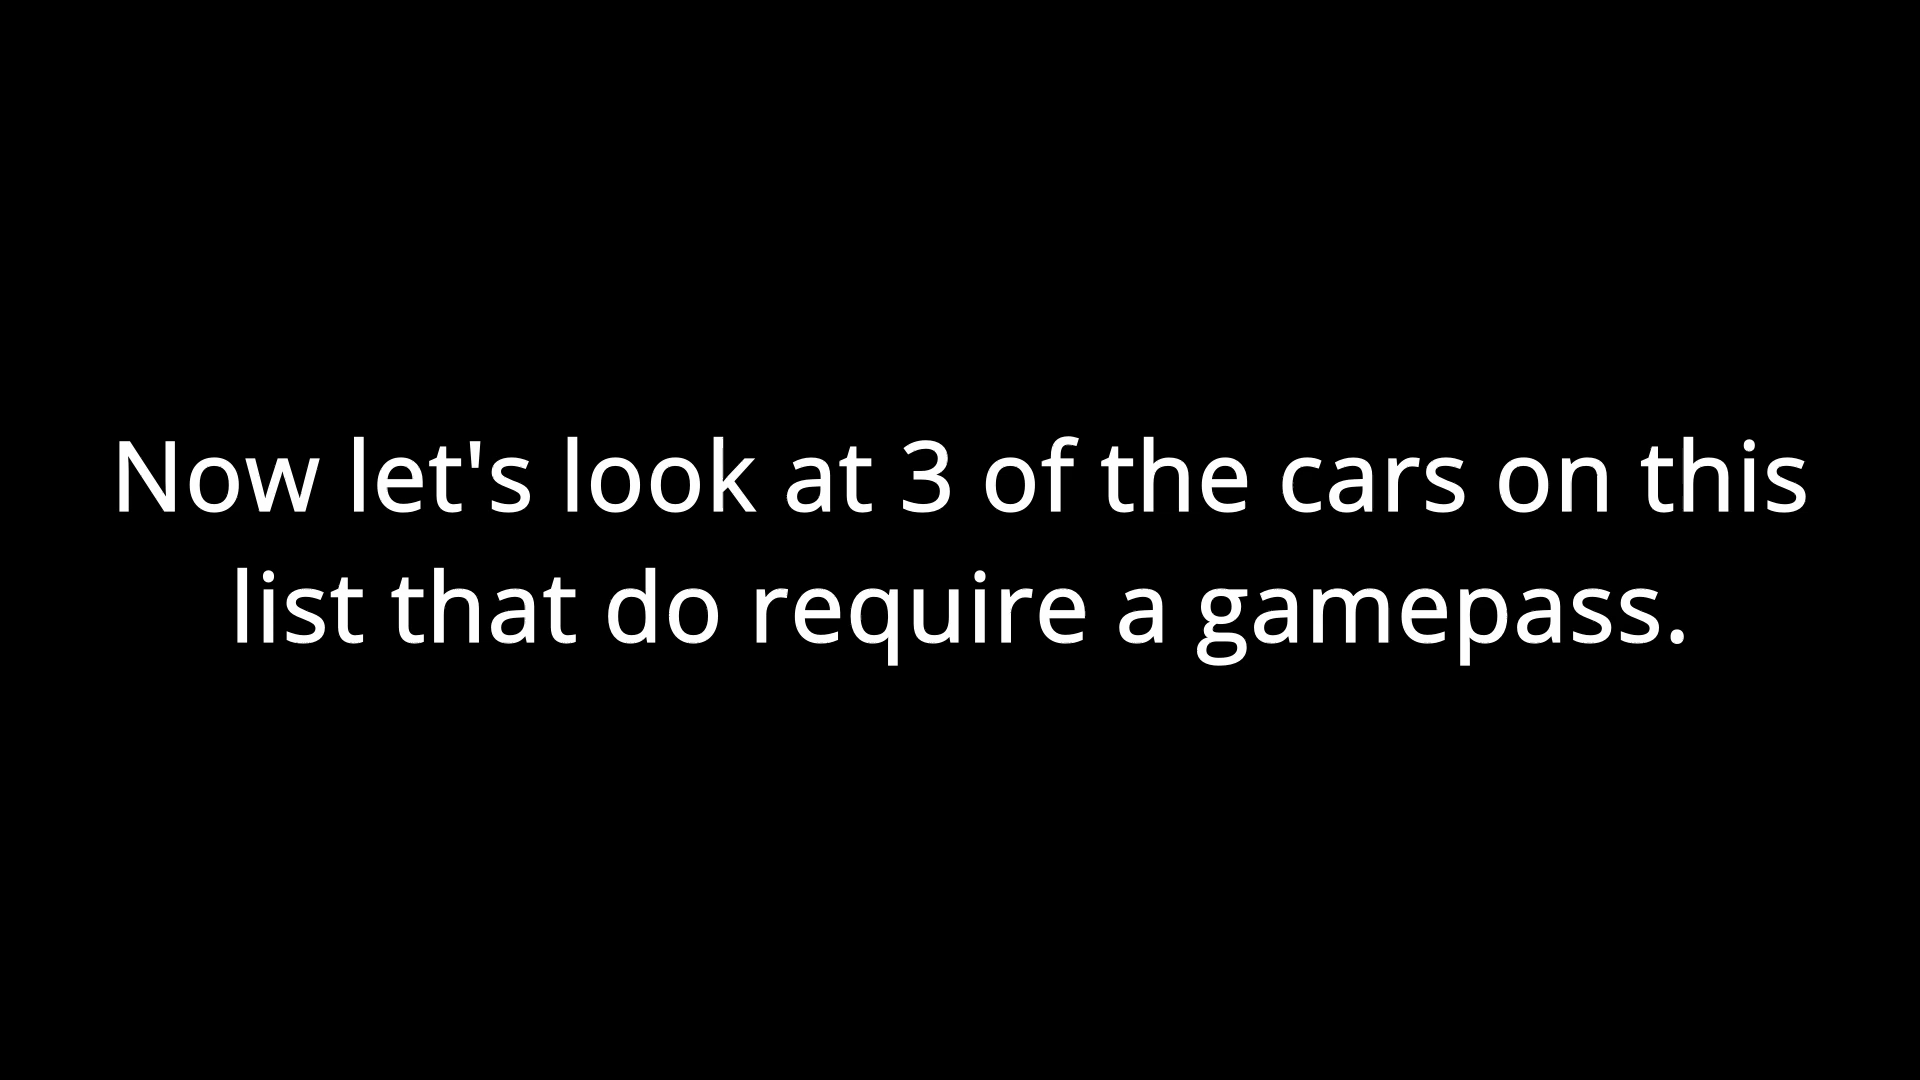 Now let's look at 3 of the cars on this
list that do require a gamepass.